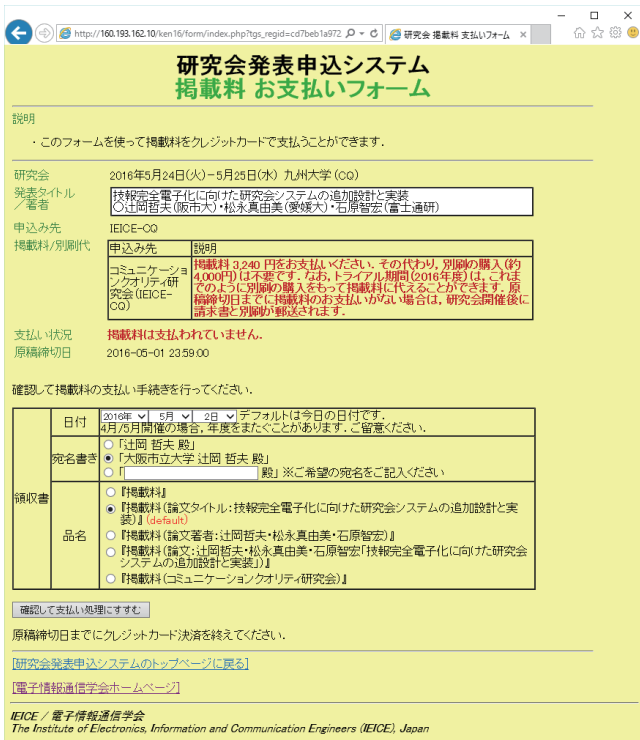 http://160.193.162.10/ken16/form/index.php?tgs_regid=cd7beb1a972
研究会 掲載料 支払いフォーム
研究会発表申込システム
掲載料 お支払いフォーム
説明
・このフォームを使って掲載料をクレジットカードで支払うことができます.
研究会 2016年5月24日(火)-5月25日(水) 九州大学(CQ)
発表タイトル
／著者
技報完全電子化に向けた研究会システムの追加設計と実装
○辻岡哲夫(阪市大)・松永真由美(愛媛大)・石原智宏(富士通研)
申込み先 IEICE-CQ
掲載料/別刷代
申込み先 説明
コミュニケーションクオリティ研究会(IEICE-CQ)
掲載料 3,240 円をお支払いください. その代わり, 別刷の購入(約
4,000円)は不要です. なお,トライアル期間(2016年度)は, これま
でのように別刷の購入をもって掲載料に代えることができます. 原
稿締切日までに掲載料のお支払いがない場合は, 研究会開催後に
請求書と別刷が郵送されます.
支払い状況 掲載料は支払われていません.
原稿締切日 2016-05-01 23:59:00
確認して掲載料の支払い手続きを行ってください.
領収書
日付 2016年 5月 2日 デフォルトは今日の日付です.
4月/5月開催の場合, 年度をまたぐことがあります. ご留意ください.
宛名書き
「辻岡 哲夫 殿」
「大阪市立大学 辻岡 哲夫 殿」
「 殿」 ※ご希望の宛名をご記入ください
品名
『掲載料』
『掲載料(論文タイトル:技報完全電子化に向けた研究会システムの追加設計と実
装)』(default)
『掲載料(論文著者:辻岡哲夫・松永真由美・石原智宏)』
『掲載料(論文:辻岡哲夫・松永真由美・石原智宏「技報完全電子化に向けた研究会
システムの追加設計と実装」)』
『掲載料(コミュニケーションクオリティ研究会)』
確認して支払い処理にすすむ
原稿締切日までにクレジットカード決済を終えてください.
[研究会発表申込システムのトップページに戻る]
[電子情報通信学会ホームページ]
IEICE / 電子情報通信学会
The Institute of Electronics, Information and Communication Engineers (IEICE), Japan